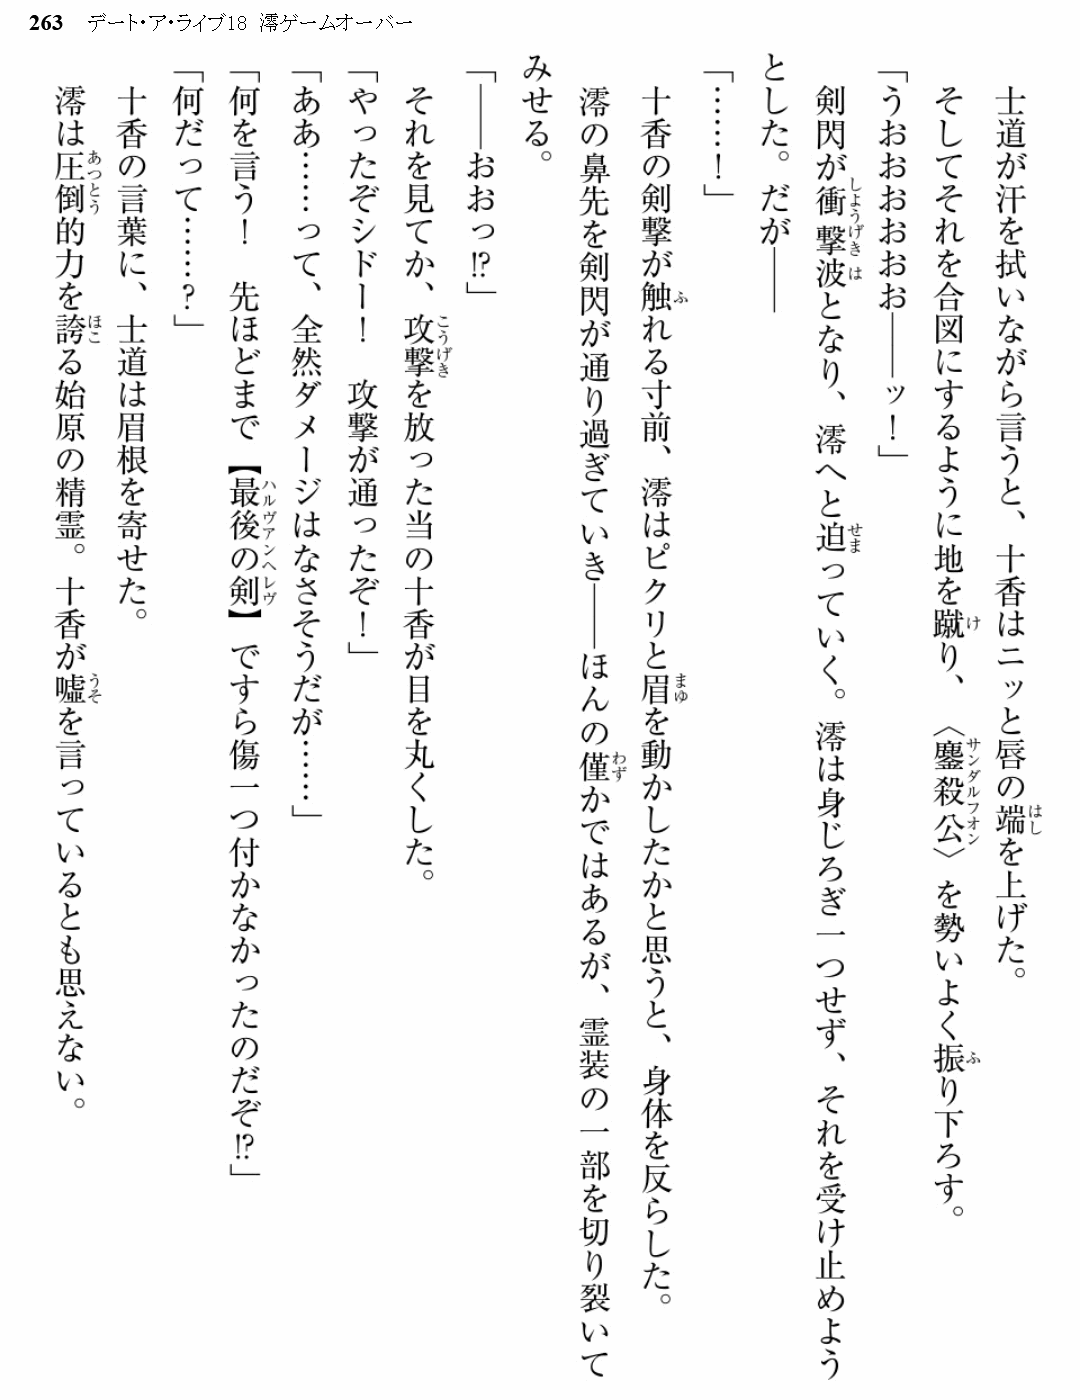 263 デート・ア・ライブ18 澪ゲームオーバー
士道が汗を拭いながら言うと、十香はニッと唇の端を上げた。
そしてそれを合図にするように地を蹴り、〈鏖殺公〉を勢いよく振り下ろす。
「うおおおおおお――ッ！」
剣閃が衝撃波となり、澪へと迫っていく。澪は身じろぎ一つせず、それを受け止めよう
とした。だが――
「……！」
十香の剣撃が触れる寸前、澪はピクリと眉を動かしたかと思うと、身体を反らした。
澪の鼻先を剣閃が通り過ぎていき――ほんの僅かではあるが、霊装の一部を切り裂いて
みせる。
「――おおっ!?」
それを見てか、攻撃を放った当の十香が目を丸くした。
「やったぞシドー！　攻撃が通ったぞ！」
「ああ……って、全然ダメージはなさそうだが……」
「何を言う！　先ほどまで【最後の剣】ですら傷一つ付かなかったのだぞ!?」
「何だって……？」
十香の言葉に、士道は眉根を寄せた。
澪は圧倒的力を誇る始原の精霊。十香が嘘を言っているとも思えない。